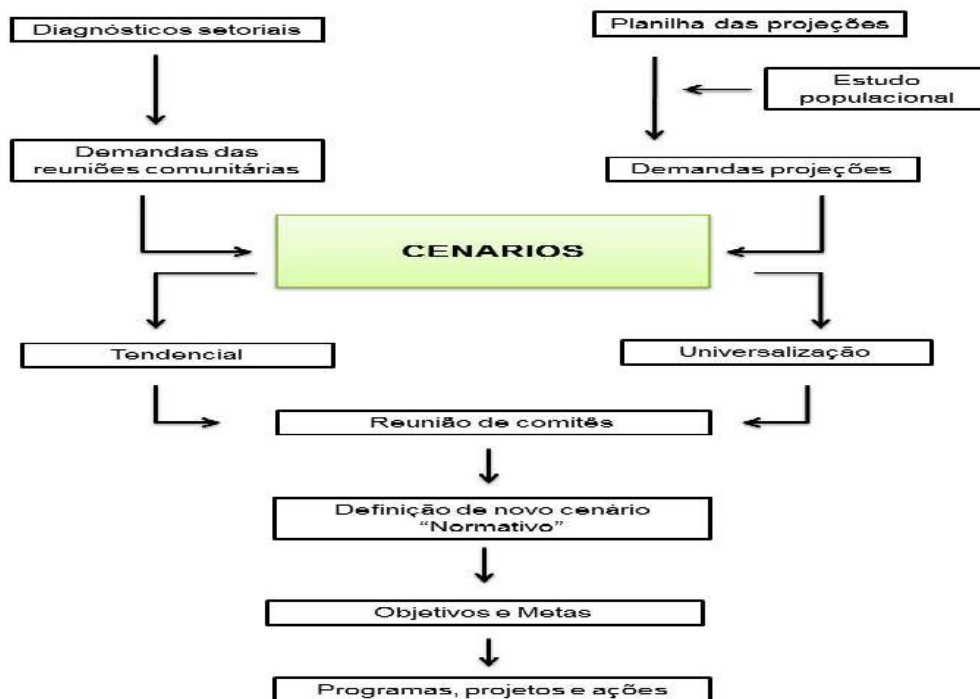 Diagnósticos setoriais
Planilha das projeções
Estudo
populacional
Demandas das
reuniões comunitárias
Demandas projeções
CENARIOS
Tendencial
Universalização
Reunião de comitês
Definição de novo cenário
“Normativo”
Objetivos e Metas
Programas, projetos e ações